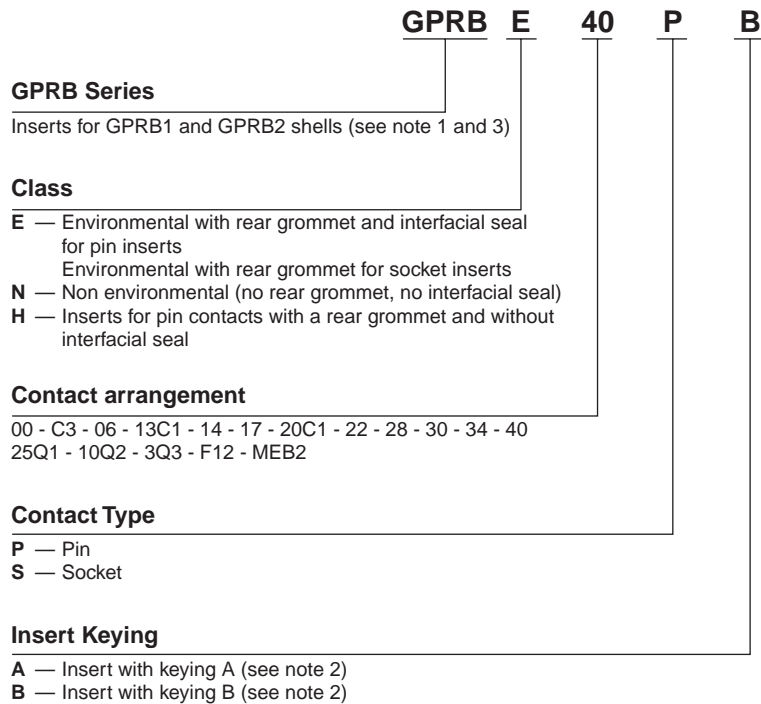 GPRB E 40 P B
GPRB Series
Inserts for GPRB1 and GPRB2 shells (see note 1 and 3)
Class
E — Environmental with rear grommet and interfacial seal
for pin inserts
Environmental with rear grommet for socket inserts
N — Non environmental (no rear grommet, no interfacial seal)
H — Inserts for pin contacts with a rear grommet and without
interfacial seal
Contact arrangement
00 - C3 - 06 - 13C1 - 14 - 17 - 20C1 - 22 - 28 - 30 - 34 - 40
25Q1 - 10Q2 - 3Q3 - F12 - MEB2
Contact Type
P — Pin
S — Socket
Insert Keying
A — Insert with keying A (see note 2)
B — Insert with keying B (see note 2)